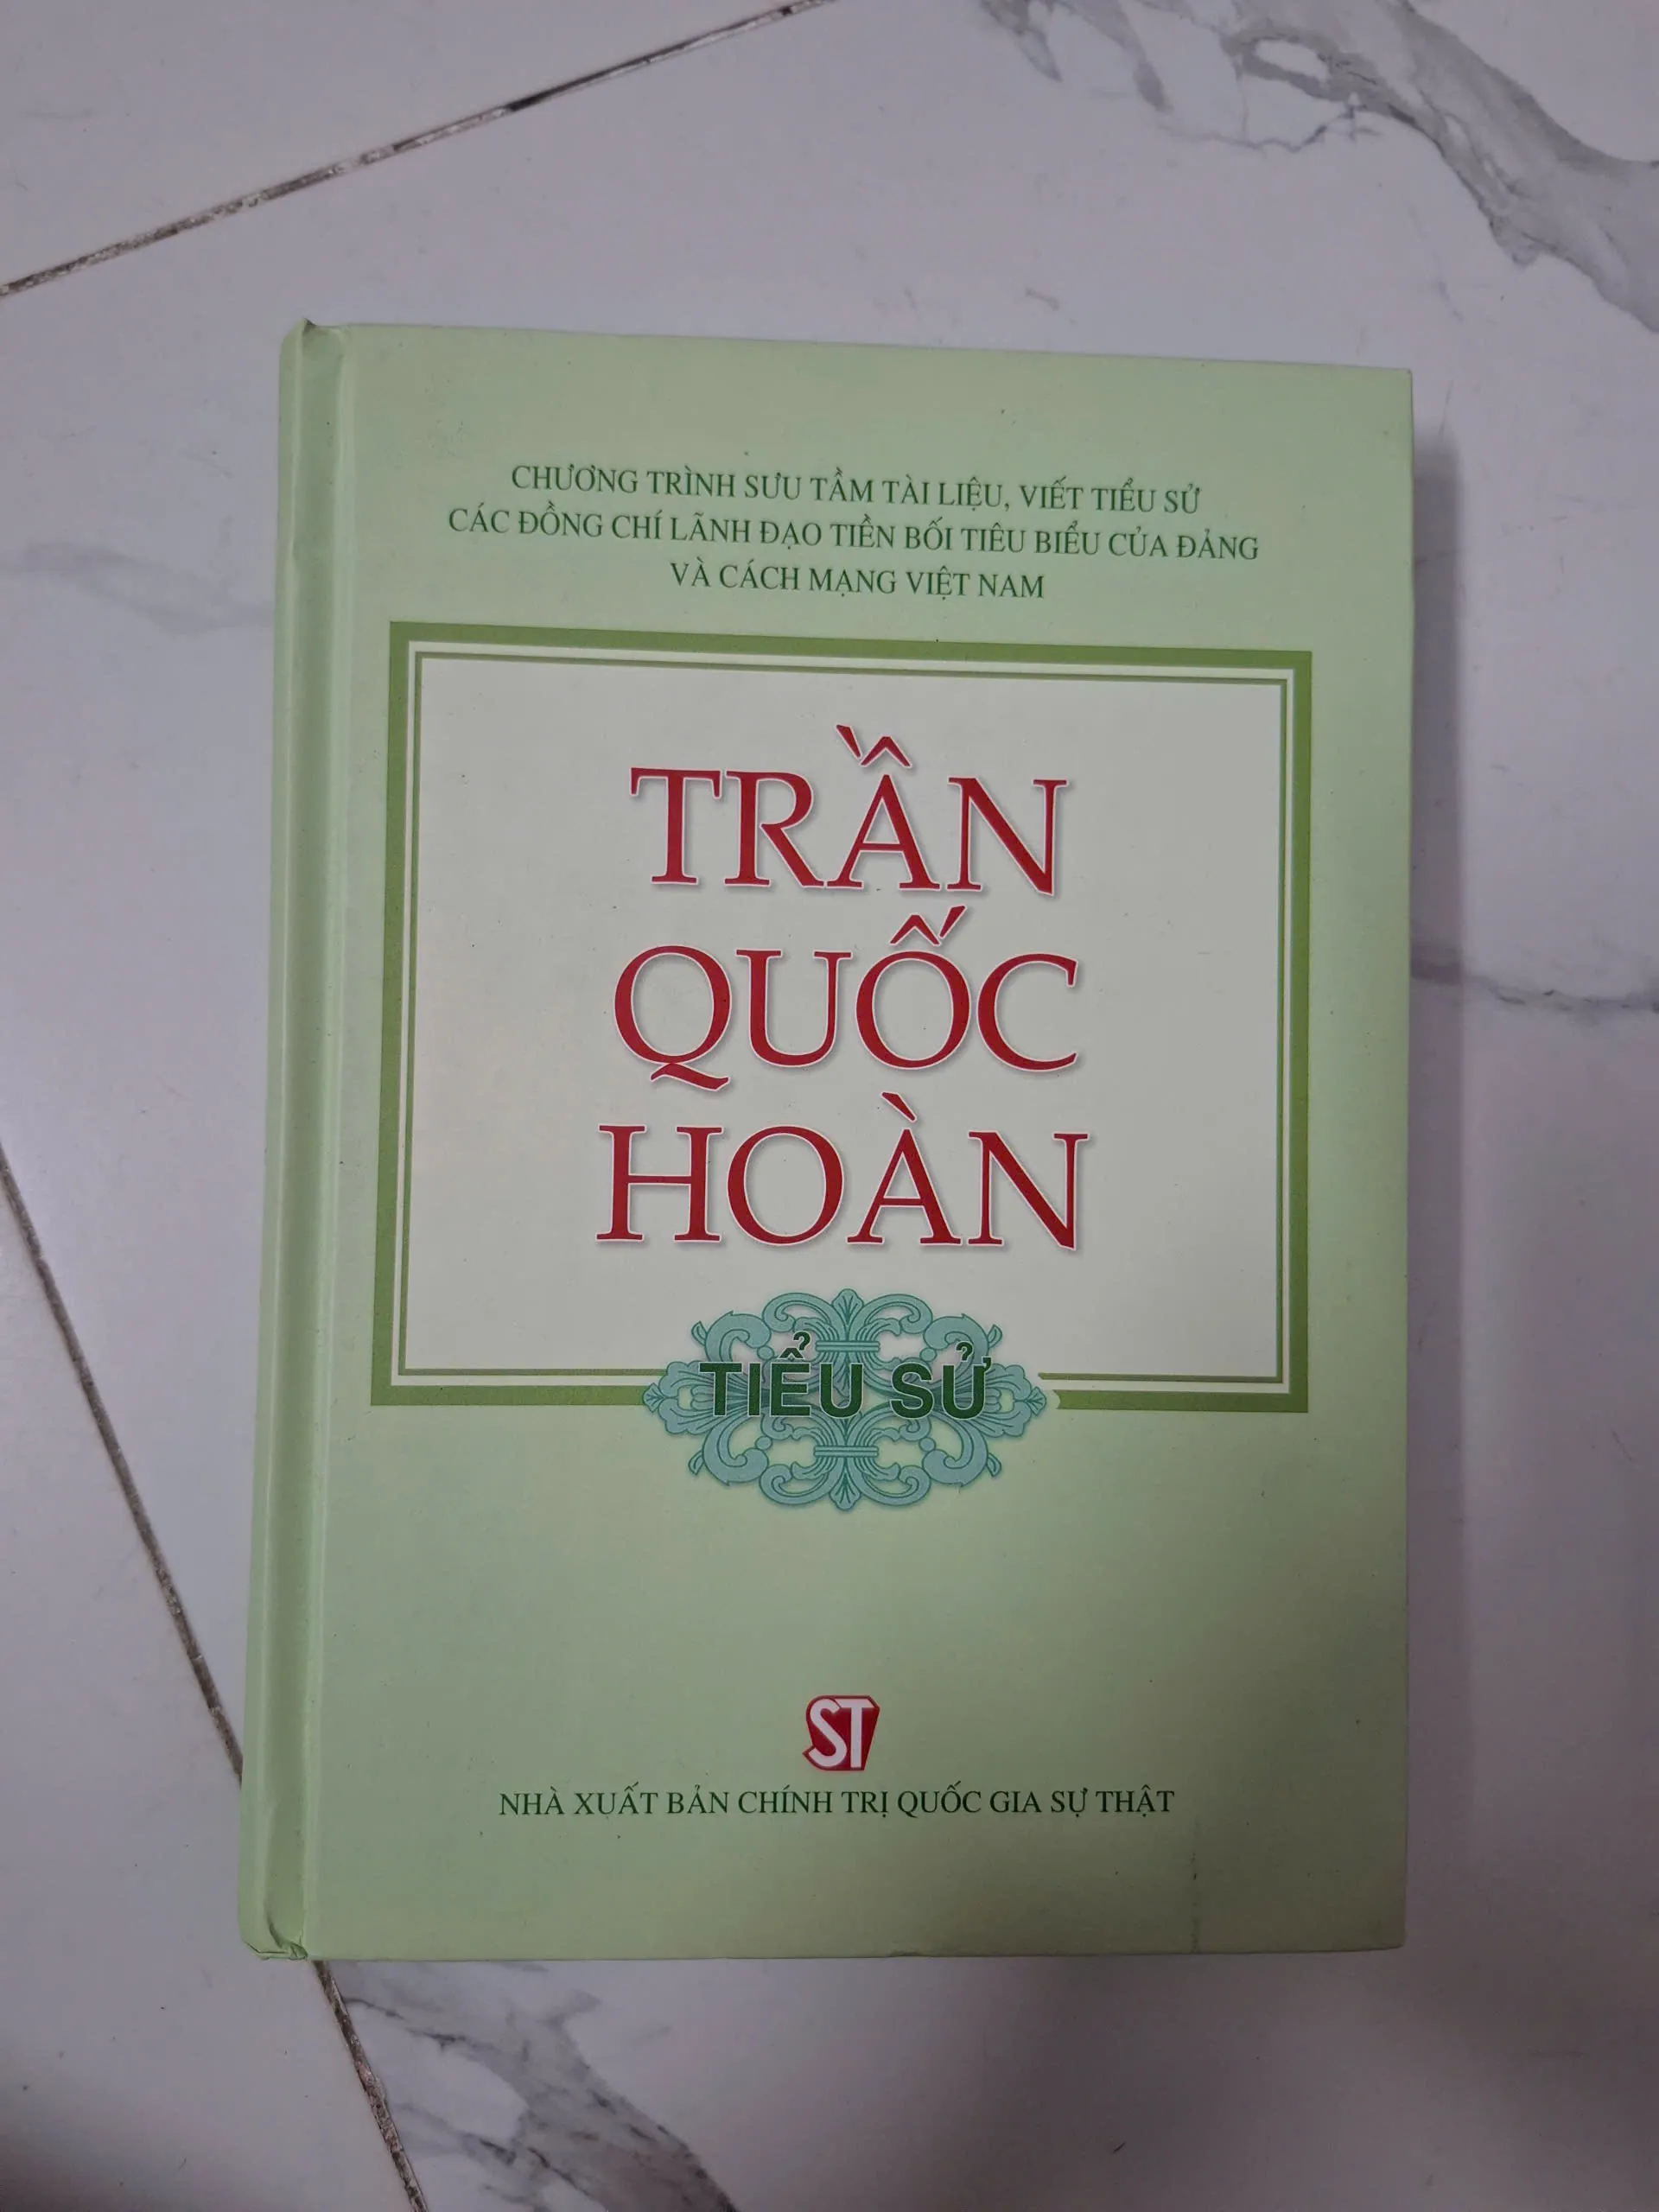 CHƯƠNG TRÌNH SƯU TẦM TÀI LIỆU, VIẾT TIỂU SỬ
CÁC ĐỒNG CHÍ LÃNH ĐẠO TIỀN BỐI TIÊU BIỂU CỦA ĐẢNG
VÀ CÁCH MẠNG VIỆT NAM
TRẦN
QUỐC
HOÀN
TIỂU SỬ
ST
NHÀ XUẤT BẢN CHÍNH TRỊ QUỐC GIA SỰ THẬT